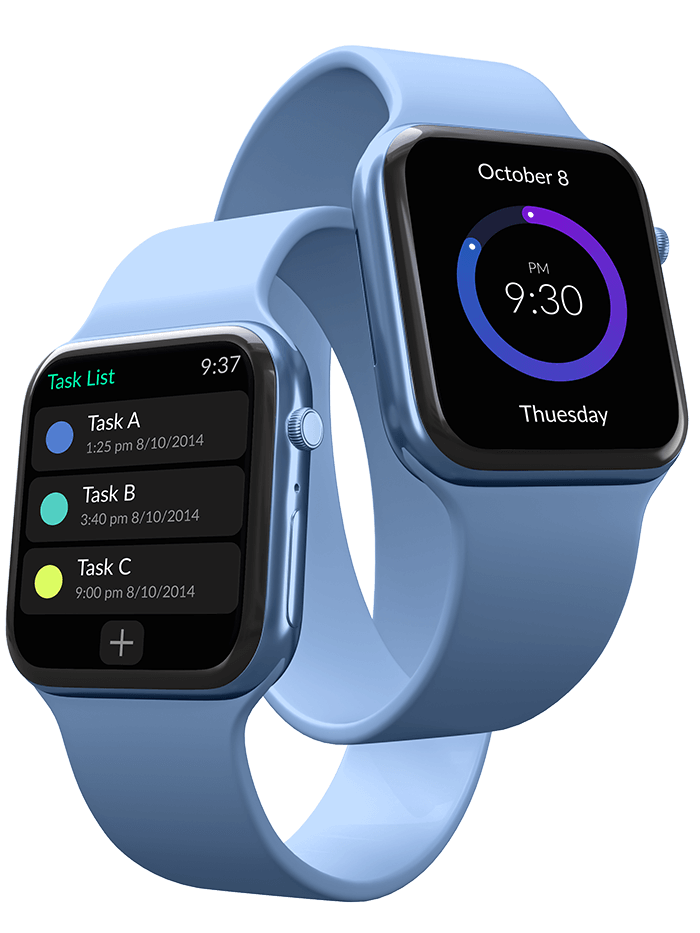 Task List
9:37
Task A
1:25 pm 8/10/2014
Task B
3:40 pm 8/10/2014
Task C
9:00 pm 8/10/2014
October 8
PM
9:30
Thuesday